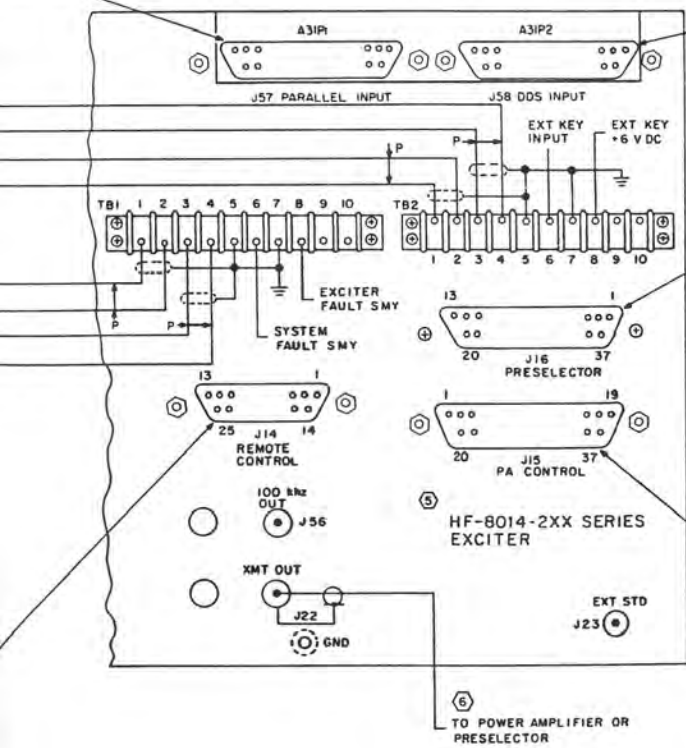 A31P1 A31P2
J57 PARALLEL INPUT J58 DDS INPUT
EXT KEY INPUT
EXT KEY +6 V DC
P P
TB1 1 2 3 4 5 6 7 8 9 10
TB2
1 2 3 4 5 6 7 8 9 10
EXCITER
FAULT SMY
P P
SYSTEM
FAULT SMY
13 1
20 37
J16
PRESELECTOR
13 1
25 14
J14
REMOTE
CONTROL
1 19
20 37
J15
PA CONTROL
100 khz
OUT
J56
5
HF-8014-2XX SERIES
EXCITER
XMT OUT
J22
GND
EXT STD
J23
6
TO POWER AMPLIFIER OR
PRESELECTOR